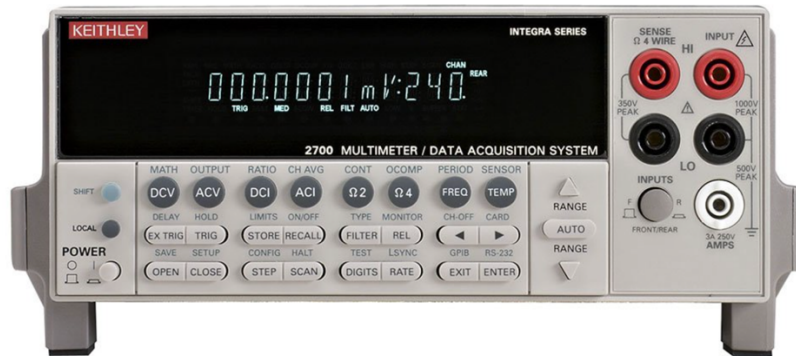 KEITHLEY
INTEGRA SERIES
CHAN
REAR
000.0001 mV:240.
TRIG MED REL FILT AUTO
2700 MULTIMETER / DATA ACQUISITION SYSTEM
SENSE
Ω 4 WIRE
INPUT
HI
350V
PEAK
1000V
PEAK
LO
500V
PEAK
INPUTS
F R
FRONT/REAR
3A 250V
AMPS
MATH OUTPUT RATIO CH AVG CONT OCOMP PERIOD SENSOR
SHIFT DCV ACV DCI ACI Ω2 Ω4 FREQ TEMP
DELAY HOLD LIMITS ON/OFF TYPE MONITOR CH-OFF CARD
LOCAL EX TRIG TRIG STORE RECALL FILTER REL
POWER
SAVE SETUP CONFIG HALT TEST LSYNC GPIB RS-232
OPEN CLOSE STEP SCAN DIGITS RATE EXIT ENTER
RANGE
AUTO
RANGE